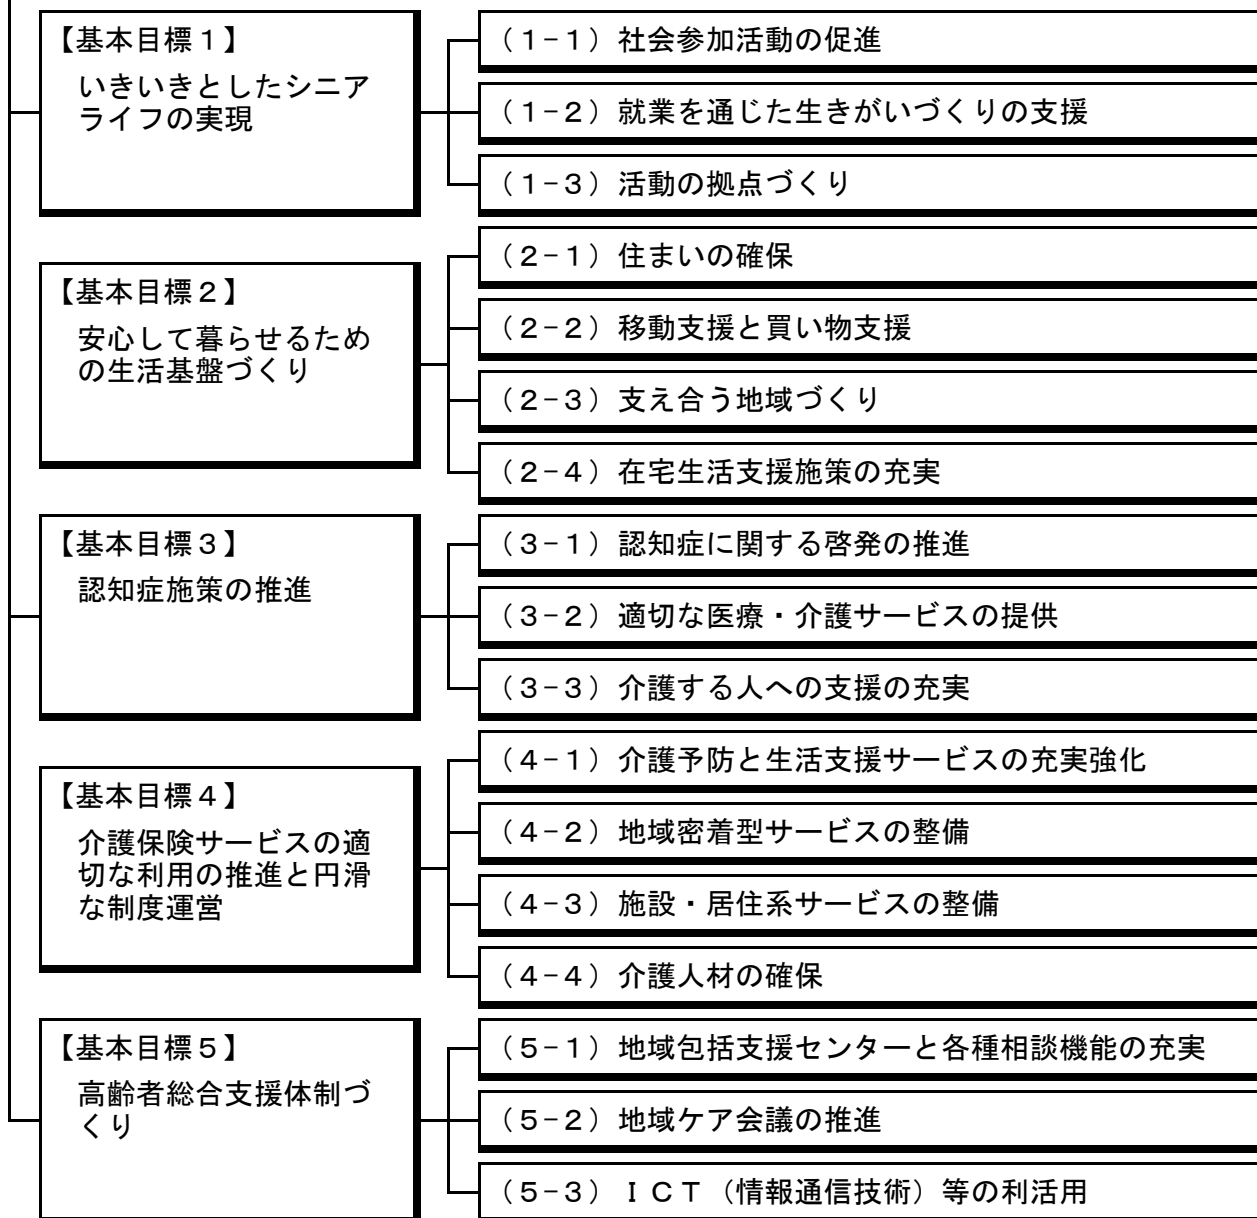 【基本目標１】
いきいきとしたシニア
ライフの実現
（１−１）社会参加活動の促進
（１−２）就業を通じた生きがいづくりの支援
（１−３）活動の拠点づくり
【基本目標２】
安心して暮らせるため
の生活基盤づくり
（２−１）住まいの確保
（２−２）移動支援と買い物支援
（２−３）支え合う地域づくり
（２−４）在宅生活支援施策の充実
【基本目標３】
認知症施策の推進
（３−１）認知症に関する啓発の推進
（３−２）適切な医療・介護サービスの提供
（３−３）介護する人への支援の充実
【基本目標４】
介護保険サービスの適
切な利用の推進と円滑
な制度運営
（４−１）介護予防と生活支援サービスの充実強化
（４−２）地域密着型サービスの整備
（４−３）施設・居住系サービスの整備
（４−４）介護人材の確保
【基本目標５】
高齢者総合支援体制づ
くり
（５−１）地域包括支援センターと各種相談機能の充実
（５−２）地域ケア会議の推進
（５−３）ＩＣＴ（情報通信技術）等の利活用